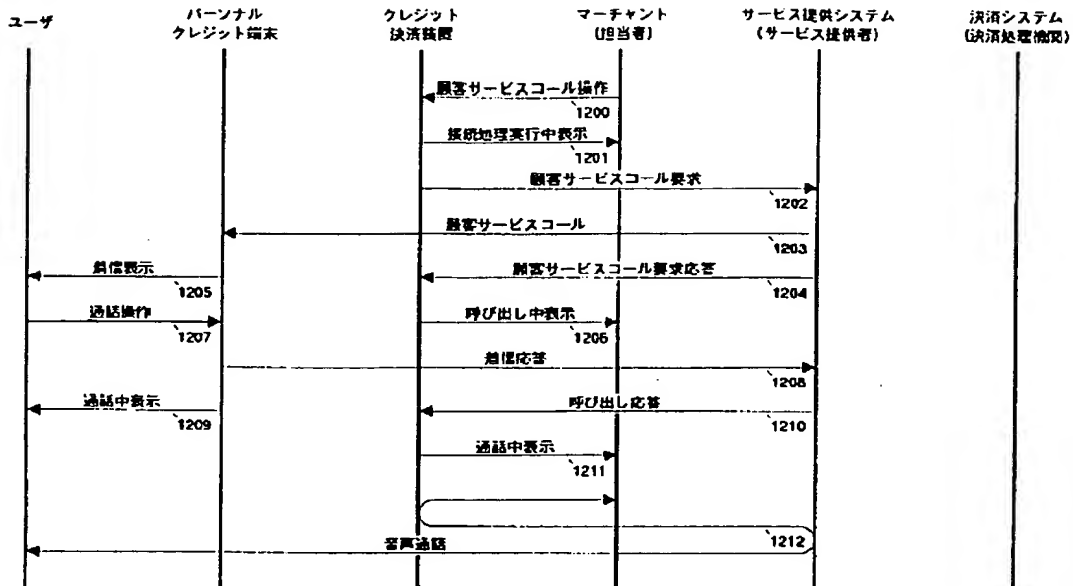 ユーザ
パーソナル
クレジット端末
クレジット
決済装置
マーチャント
(担当者)
サービス提供システム
(サービス提供者)
決済システム
(決済処理機関)
顧客サービスコール操作
1200
接続処理実行中表示
1201
顧客サービスコール要求
1202
顧客サービスコール
1203
着信表示
1205
顧客サービスコール要求応答
1204
通話操作
1207
呼び出し中表示
1206
着信応答
1208
通話中表示
1209
呼び出し応答
1210
通話中表示
1211
音声通話
1212